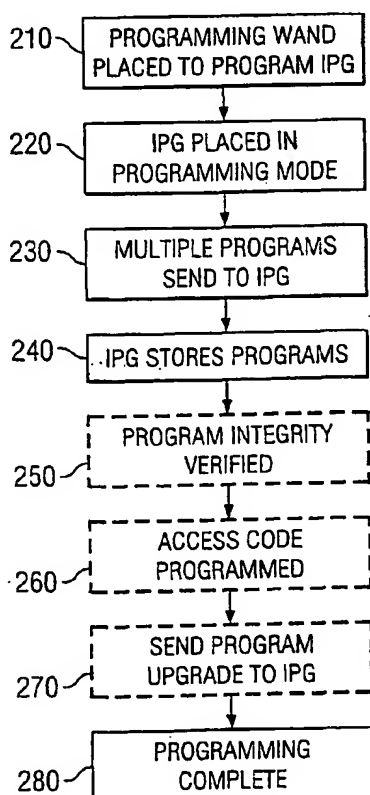 210
PROGRAMMING WAND
PLACED TO PROGRAM IPG
220
IPG PLACED IN
PROGRAMMING MODE
230
MULTIPLE PROGRAMS
SEND TO IPG
240
IPG STORES PROGRAMS
PROGRAM INTEGRITY
VERIFIED
250
ACCESS CODE
PROGRAMMED
260
SEND PROGRAM
UPGRADE TO IPG
270
PROGRAMMING
COMPLETE
280